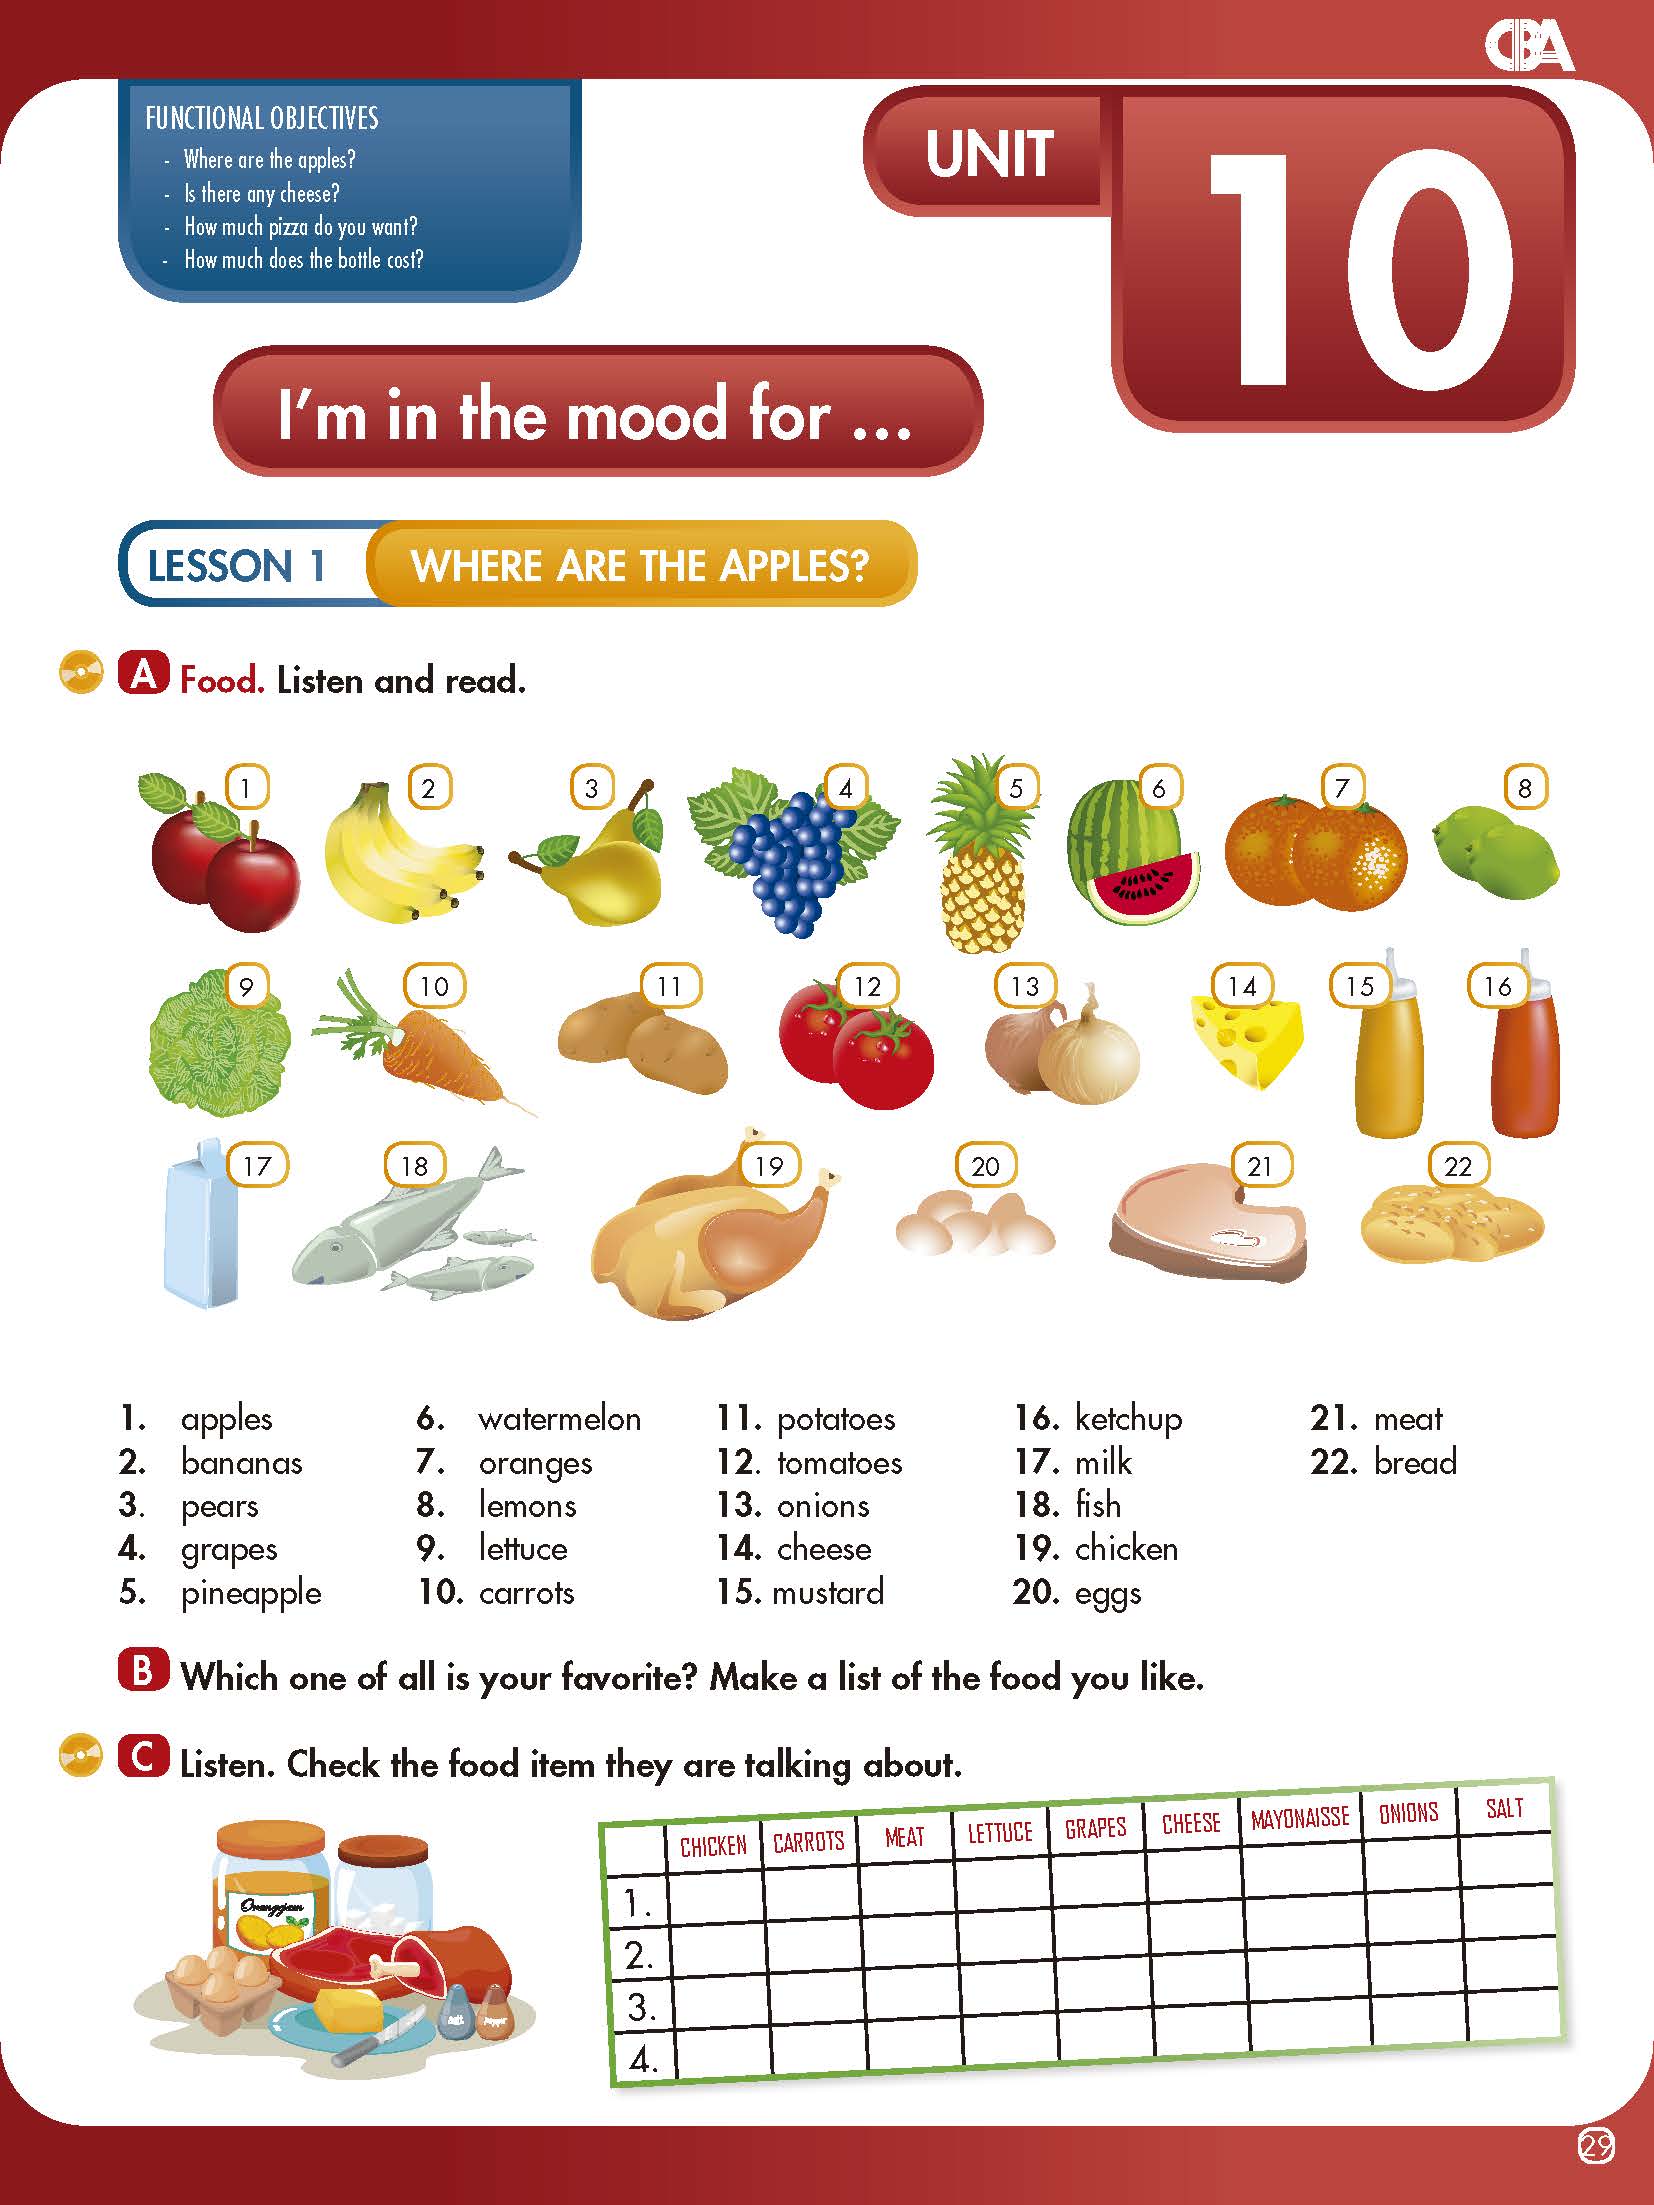 CBA
FUNCTIONAL OBJECTIVES
- Where are the apples?
- Is there any cheese?
- How much pizza do you want?
- How much does the bottle cost?
UNIT
10
I'm in the mood for ...
LESSON 1 WHERE ARE THE APPLES?
A Food. Listen and read.
1 2 3 4 5 6 7 8
9 10 11 12 13 14 15 16
17 18 19 20 21 22
1. apples
2. bananas
3. pears
4. grapes
5. pineapple
6. watermelon
7. oranges
8. lemons
9. lettuce
10. carrots
11. potatoes
12. tomatoes
13. onions
14. cheese
15. mustard
16. ketchup
17. milk
18. fish
19. chicken
20. eggs
21. meat
22. bread
B Which one of all is your favorite? Make a list of the food you like.
C Listen. Check the food item they are talking about.
Oranggian
Salt
Pepper
CHICKEN CARROTS MEAT LETTUCE GRAPES CHEESE MAYONAISSE ONIONS SALT
1.
2.
3.
4.
29